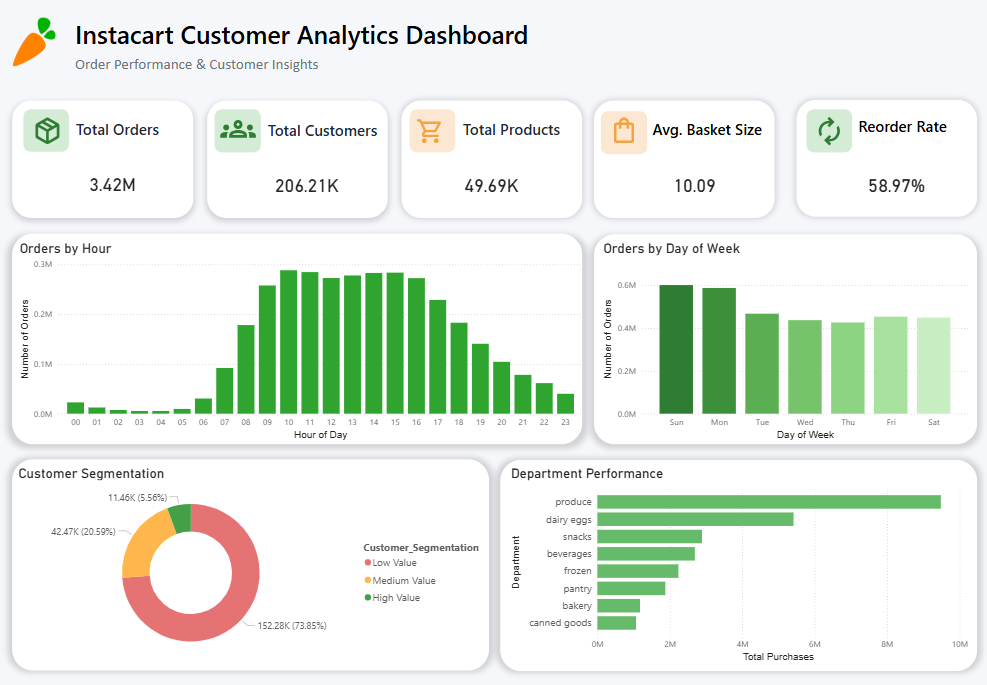 Instacart Customer Analytics Dashboard
Order Performance & Customer Insights
Total Orders
3.42M
Total Customers
206.21K
Total Products
49.69K
Avg. Basket Size
10.09
Reorder Rate
58.97%
Orders by Hour
Number of Orders
0.3M
0.2M
0.1M
0.0M
00 01 02 03 04 05 06 07 08 09 10 11 12 13 14 15 16 17 18 19 20 21 22 23
Hour of Day
Orders by Day of Week
Number of Orders
0.6M
0.4M
0.2M
0.0M
Sun Mon Tue Wed Thu Fri Sat
Day of Week
Customer Segmentation
11.46K (5.56%)
42.47K (20.59%)
152.28K (73.85%)
Customer_Segmentation
Low Value
Medium Value
High Value
Department Performance
Department
produce
dairy eggs
snacks
beverages
frozen
pantry
bakery
canned goods
0M 2M 4M 6M 8M 10M
Total Purchases